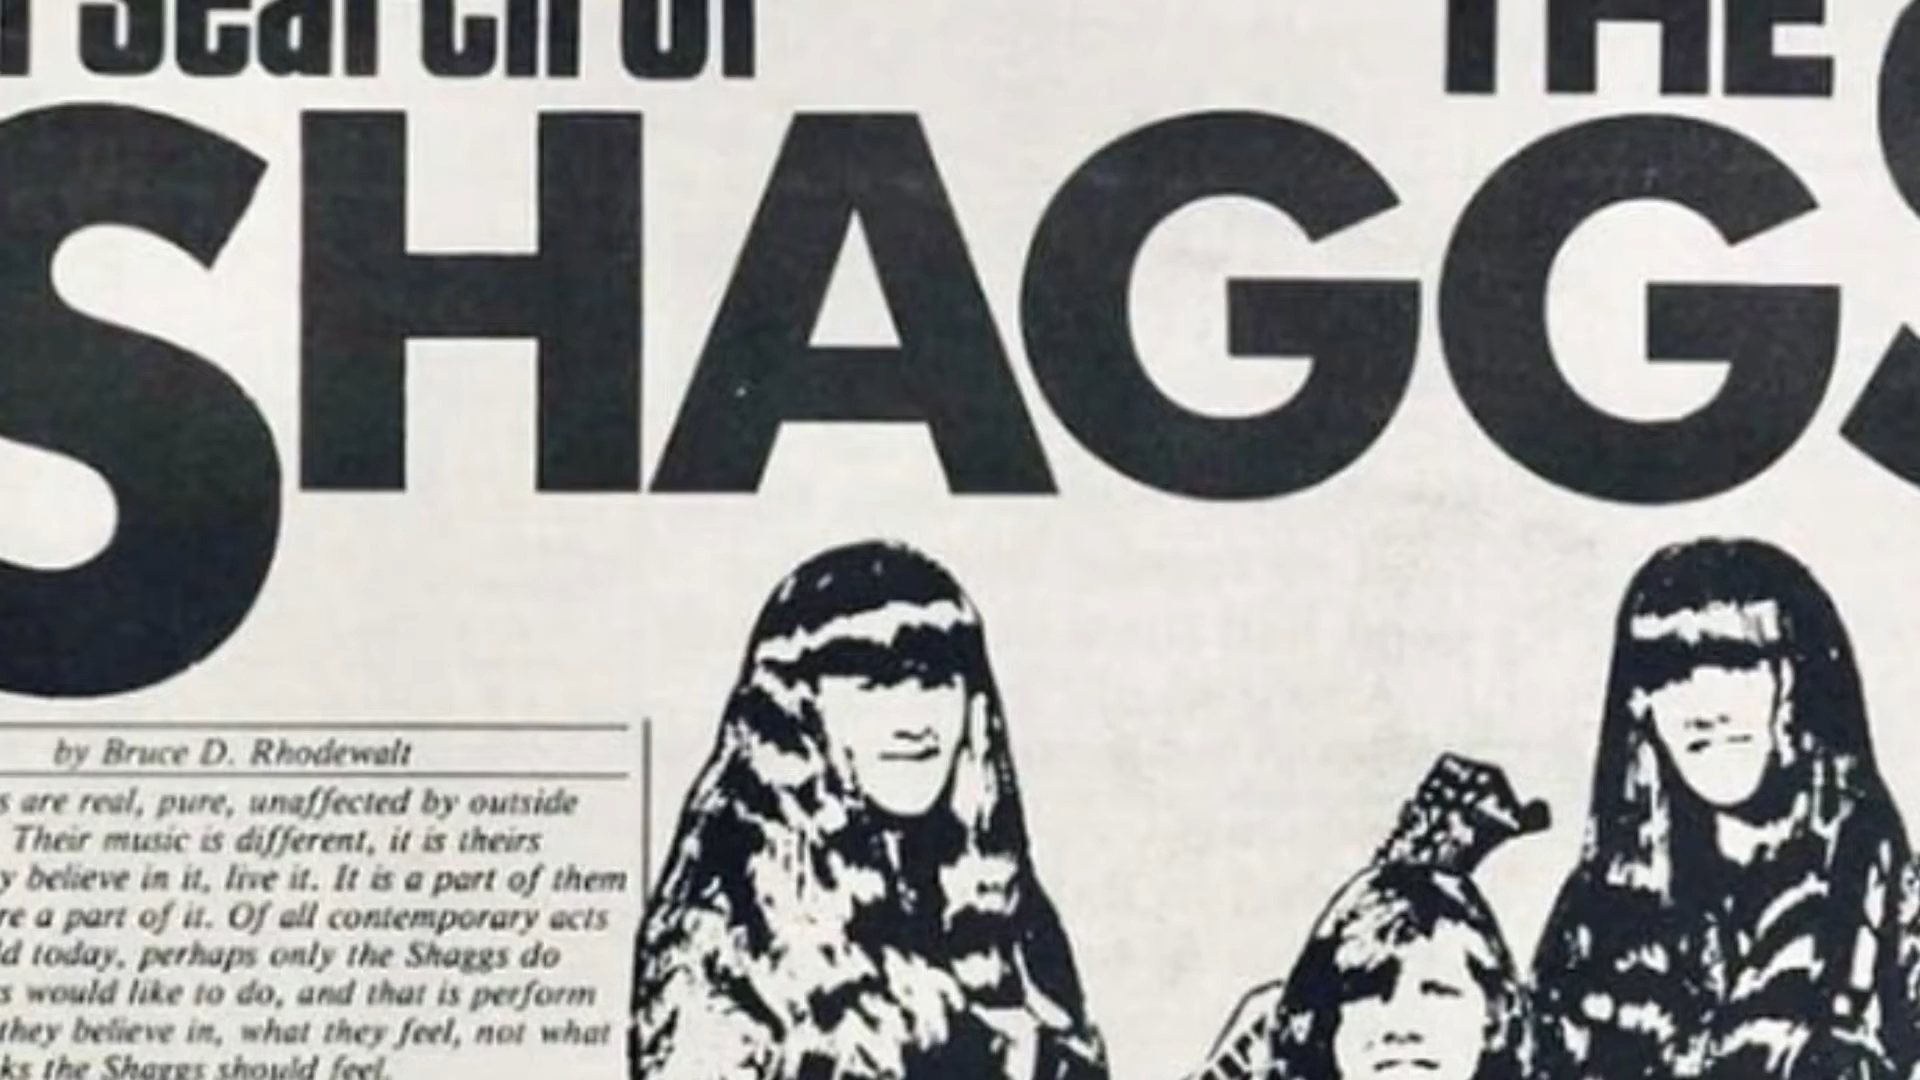 Search of THE
SHAGGS
by Bruce D. Rhodewalt
are real, pure, unaffected by outside
Their music is different, it is theirs
believe in it, live it. It is a part of them
a part of it. Of all contemporary acts
today, perhaps only the Shaggs do
would like to do, and that is perform
they believe in, what they feel, not what
the Shaggs should feel.